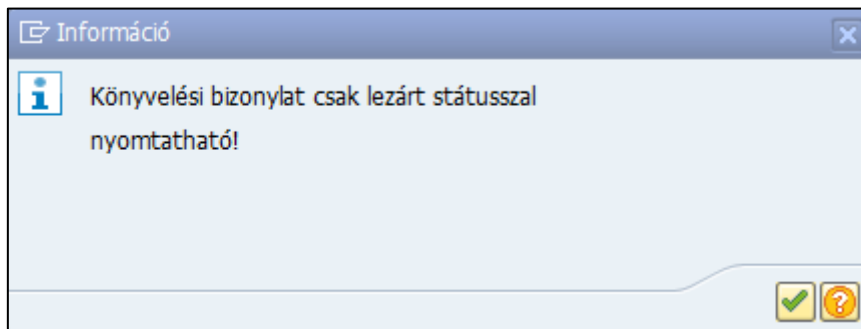 Információ
Könyvelési bizonylat csak lezárt státusszal
nyomtatható!